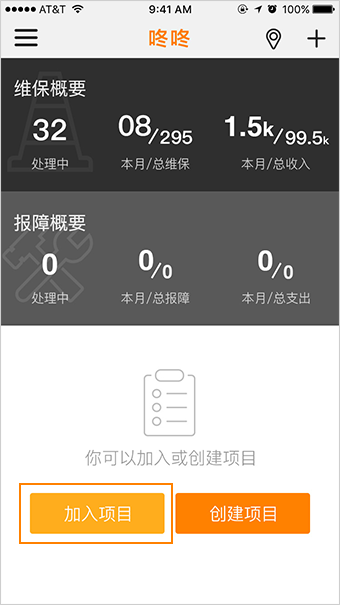 AT&T 9:41 AM 100%
咚咚
维保概要
32 08/295 1.5k/99.5k
处理中 本月/总维保 本月/总收入
报障概要
0 0/0 0/0
处理中 本月/总报障 本月/总支出
你可以加入或创建项目
加入项目 创建项目